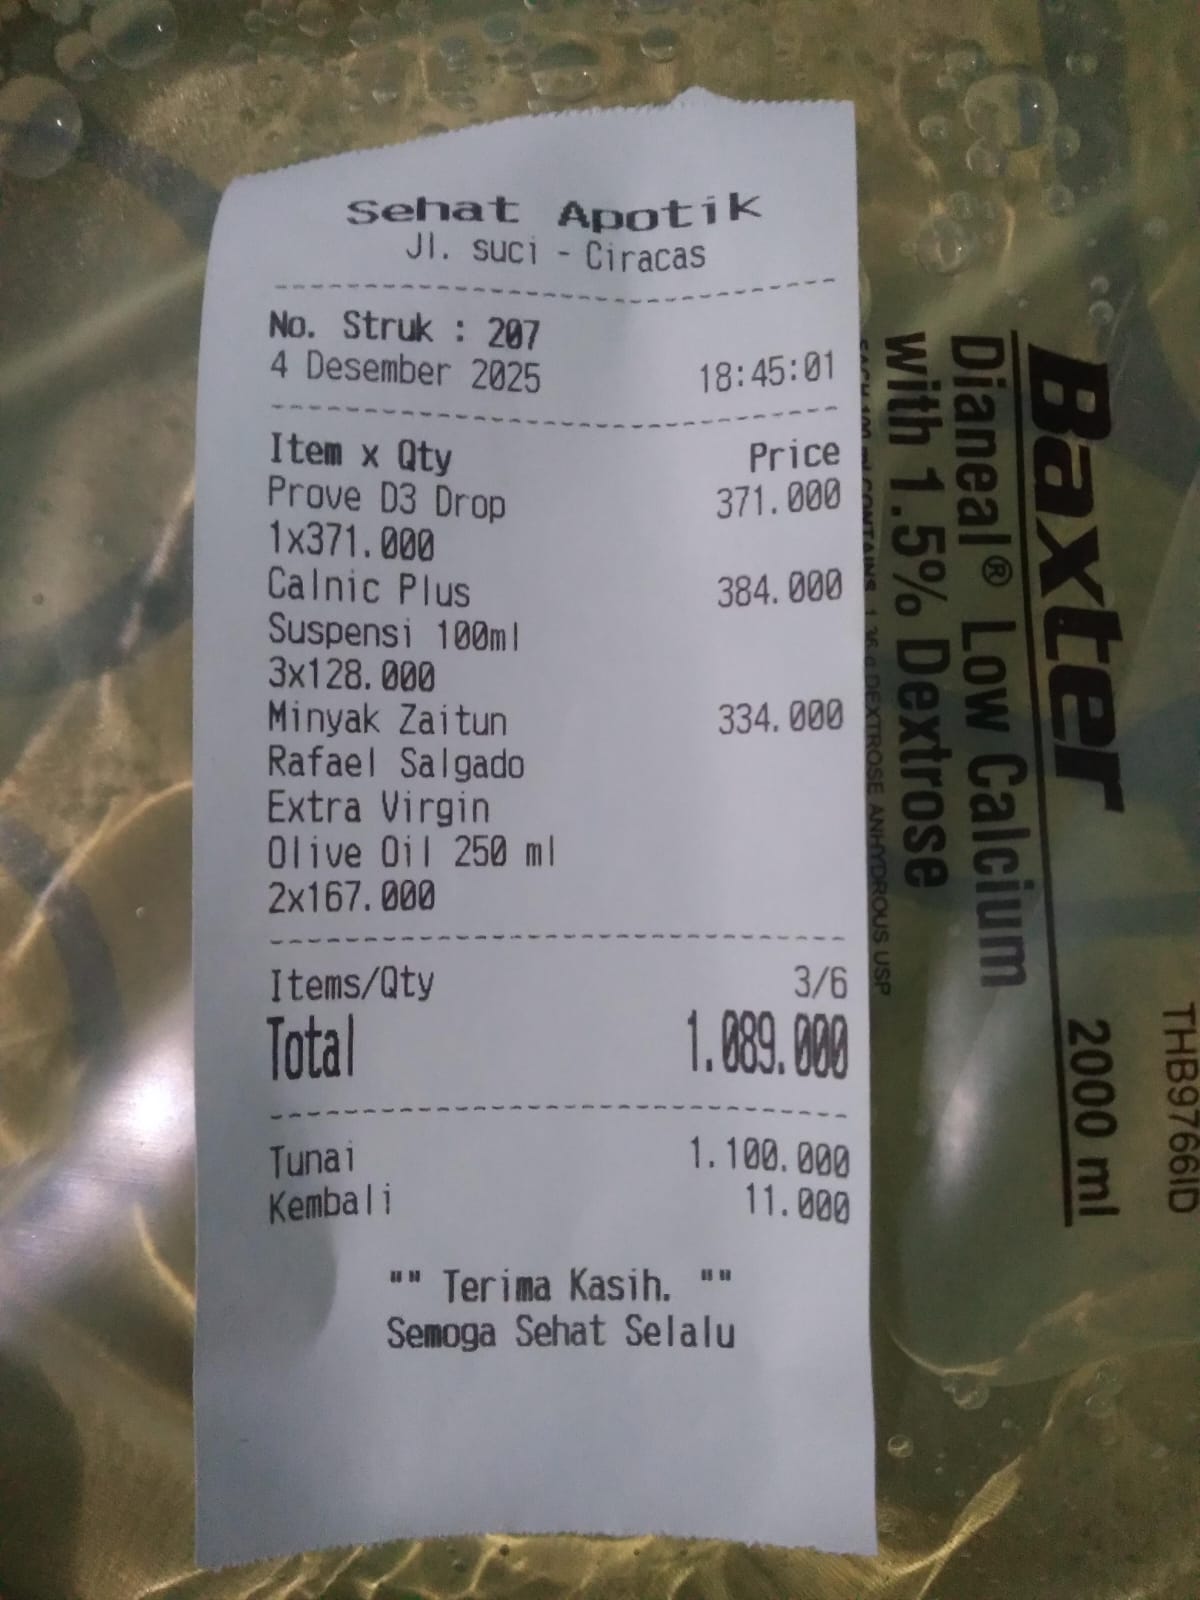 Sehat Apotik
Jl. suci - Ciracas
No. Struk : 207
4 Desember 2025 18:45:01
Item x Qty Price
Prove D3 Drop 371.000
1x371.000
Calnic Plus 384.000
Suspensi 100ml
3x128.000
Minyak Zaitun 334.000
Rafael Salgado
Extra Virgin
Olive Oil 250 ml
2x167.000
Items/Qty 3/6
Total 1.089.000
Tunai 1.100.000
Kembali 11.000
"" Terima Kasih. ""
Semoga Sehat Selalu
Baxter
Dianeal® Low Calcium
with 1.5% Dextrose
2000 ml
DEXTROSE ANHYDROUS USP
THB9766ID